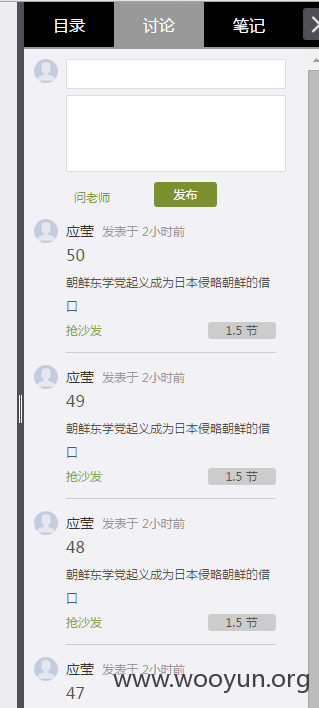 目录 讨论 笔记
问老师 发布
应莹 发表于 2小时前
50
朝鲜东学党起义成为日本侵略朝鲜的借
口
抢沙发 1.5 节
应莹 发表于 2小时前
49
朝鲜东学党起义成为日本侵略朝鲜的借
口
抢沙发 1.5 节
应莹 发表于 2小时前
48
朝鲜东学党起义成为日本侵略朝鲜的借
口
抢沙发 1.5 节
应莹 发表于 2小时前
www.wooyun.org
47